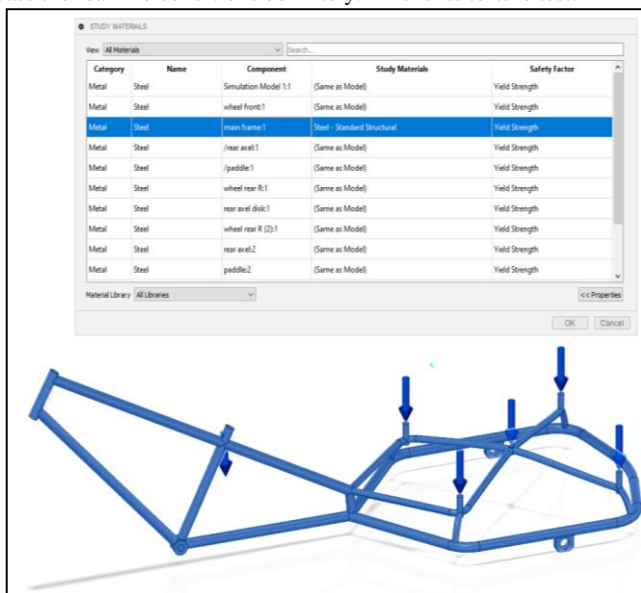 STUDY MATERIALS
View All Materials Search...
Category Name Component Study Materials Safety Factor
Metal Steel Simulation Model 1:1 (Same as Model) Yield Strength
Metal Steel wheel front:1 (Same as Model) Yield Strength
Metal Steel main frame:1 Steel - Standard Structural Yield Strength
Metal Steel /rear axel:1 (Same as Model) Yield Strength
Metal Steel /paddle:1 (Same as Model) Yield Strength
Metal Steel wheel rear R:1 (Same as Model) Yield Strength
Metal Steel rear axel disk:1 (Same as Model) Yield Strength
Metal Steel wheel rear R (2):1 (Same as Model) Yield Strength
Metal Steel rear axel:2 (Same as Model) Yield Strength
Metal Steel paddle:2 (Same as Model) Yield Strength
Material Library All Libraries << Properties
OK Cancel